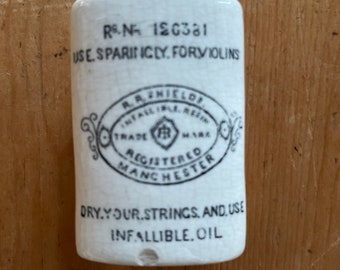 Rᴰ. Nᴼ 126381
USE. SPARINGLY. FOR VIOLINS
R. R. SHIELDS
INFALLIBLE. RESIN
TRADE MARK
REGISTERED
MANCHESTER
DRY. YOUR. STRINGS. AND. USE
INFALLIBLE. OIL